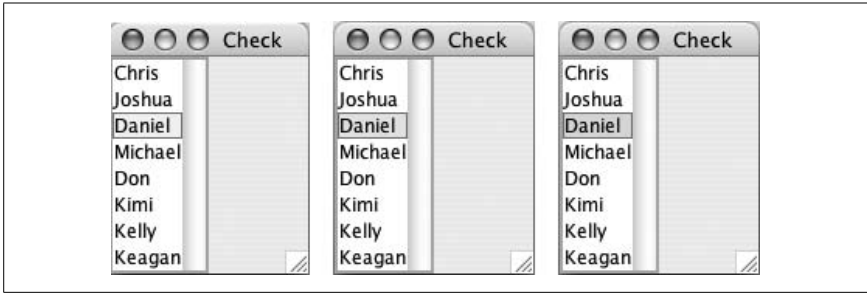 Check
Chris
Joshua
Daniel
Michael
Don
Kimi
Kelly
Keagan
Check
Chris
Joshua
Daniel
Michael
Don
Kimi
Kelly
Keagan
Check
Chris
Joshua
Daniel
Michael
Don
Kimi
Kelly
Keagan